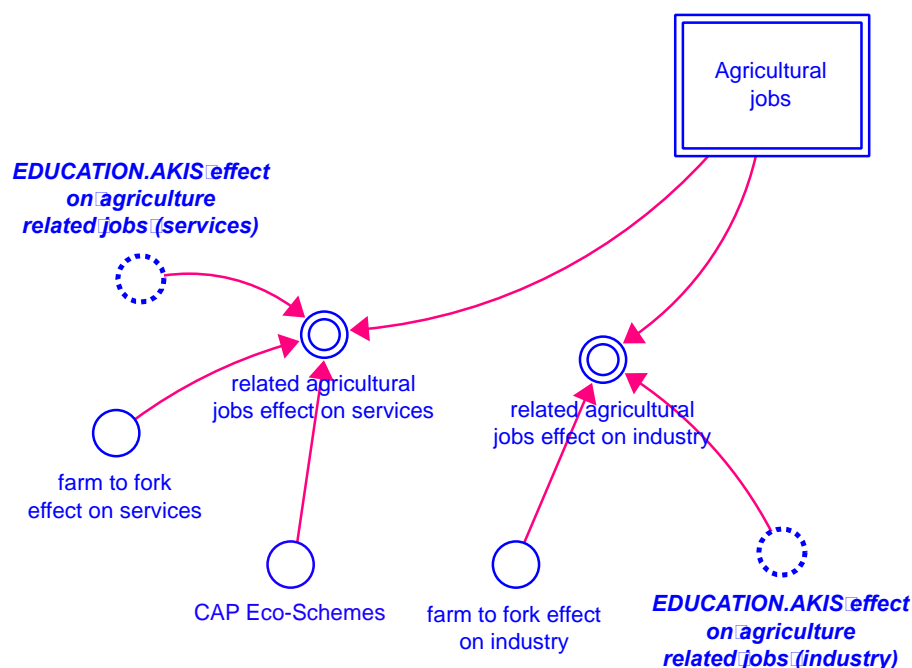 Agricultural
jobs
EDUCATION.AKIS effect
on agriculture
related jobs (services)
related agricultural
jobs effect on services
related agricultural
jobs effect on industry
farm to fork
effect on services
CAP Eco-Schemes
farm to fork effect
on industry
EDUCATION.AKIS effect
on agriculture
related jobs (industry)